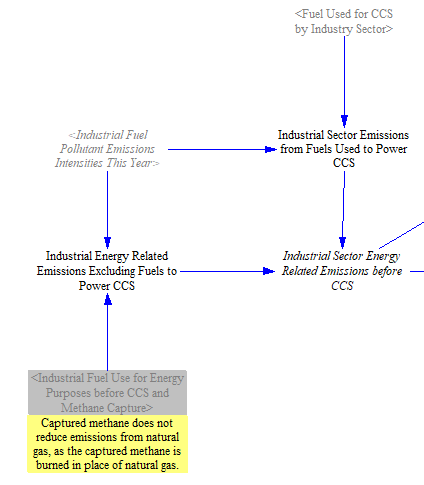 <Fuel Used for CCS
by Industry Sector>
<Industrial Fuel
Pollutant Emissions
Intensities This Year>
Industrial Sector Emissions
from Fuels Used to Power
CCS
Industrial Energy Related
Emissions Excluding Fuels to
Power CCS
Industrial Sector Energy
Related Emissions before
CCS
<Industrial Fuel Use for Energy
Purposes before CCS and
Methane Capture>
Captured methane does not
reduce emissions from natural
gas, as the captured methane is
burned in place of natural gas.